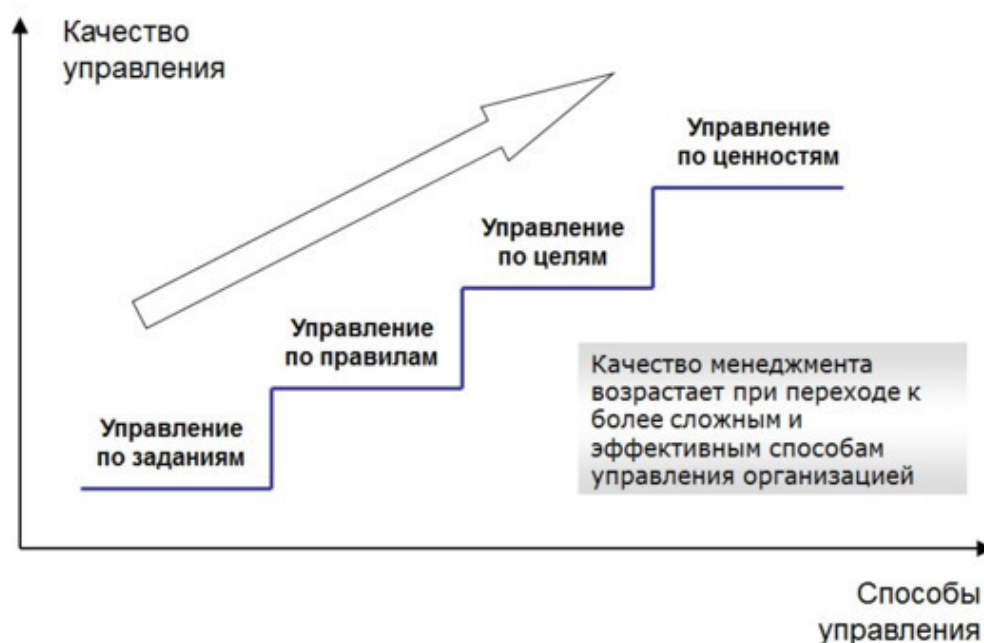 Качество
управления
Управление
по ценностям
Управление
по целям
Управление
по правилам
Управление
по заданиям
Качество менеджмента
возрастает при переходе к
более сложным и
эффективным способам
управления организацией
Способы
управления